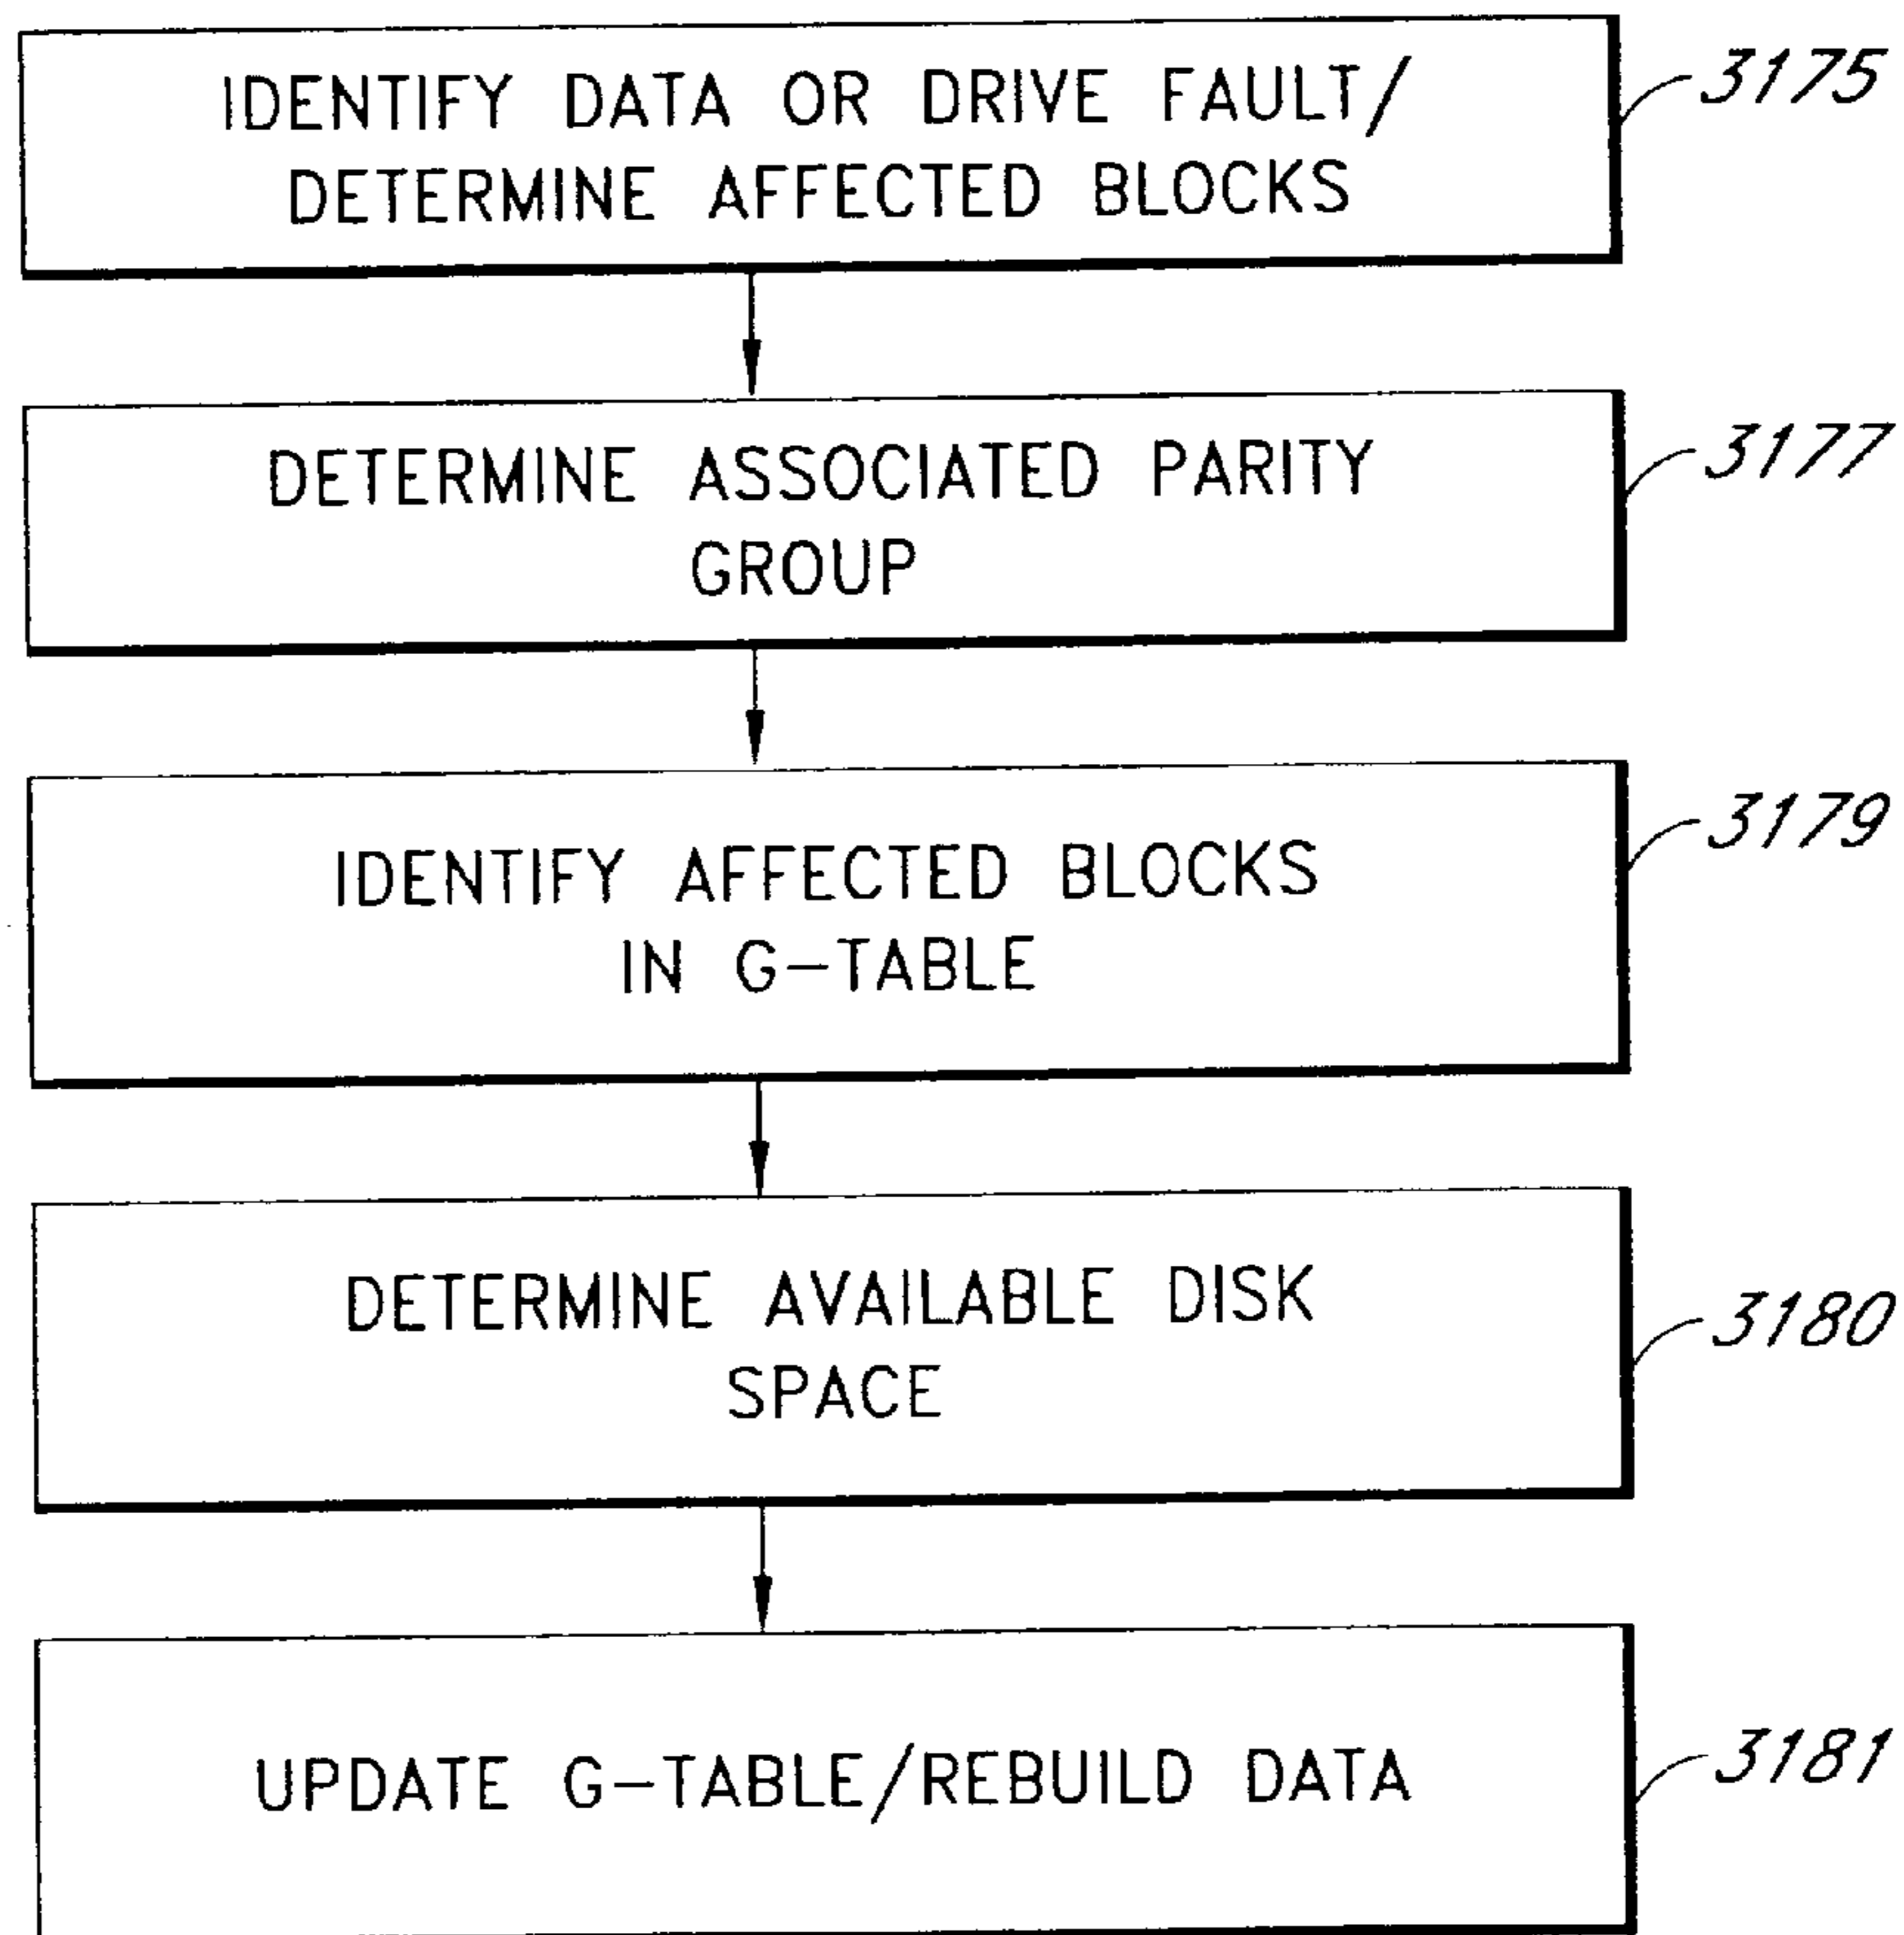 IDENTIFY DATA OR DRIVE FAULT/
DETERMINE AFFECTED BLOCKS
3175
DETERMINE ASSOCIATED PARITY
GROUP
3177
IDENTIFY AFFECTED BLOCKS
IN G-TABLE
3179
DETERMINE AVAILABLE DISK
SPACE
3180
UPDATE G-TABLE/REBUILD DATA
3181